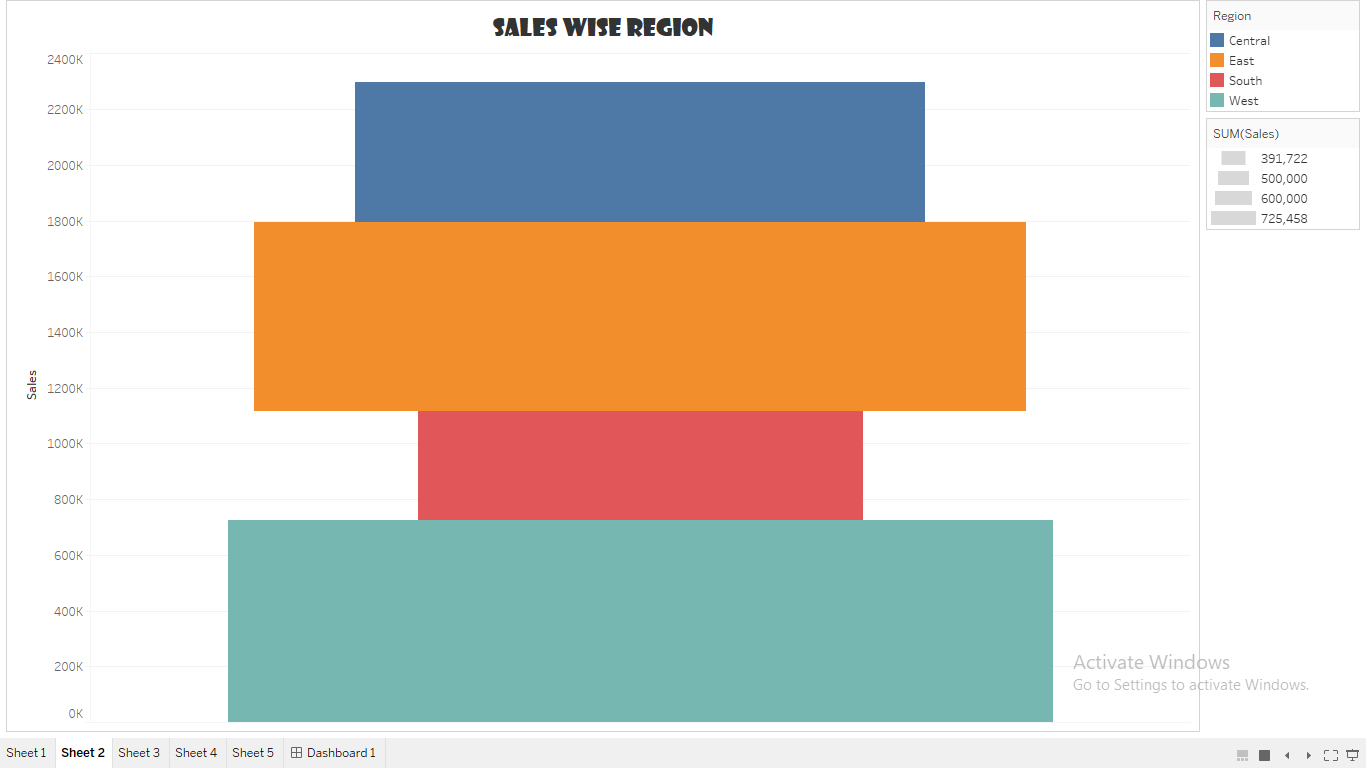 SALES WISE REGION
2400K
2200K
2000K
1800K
1600K
1400K
1200K
1000K
800K
600K
400K
200K
0K
Sales
Region
Central
East
South
West
SUM(Sales)
391,722
500,000
600,000
725,458
Activate Windows
Go to Settings to activate Windows.
Sheet 1 Sheet 2 Sheet 3 Sheet 4 Sheet 5 Dashboard 1